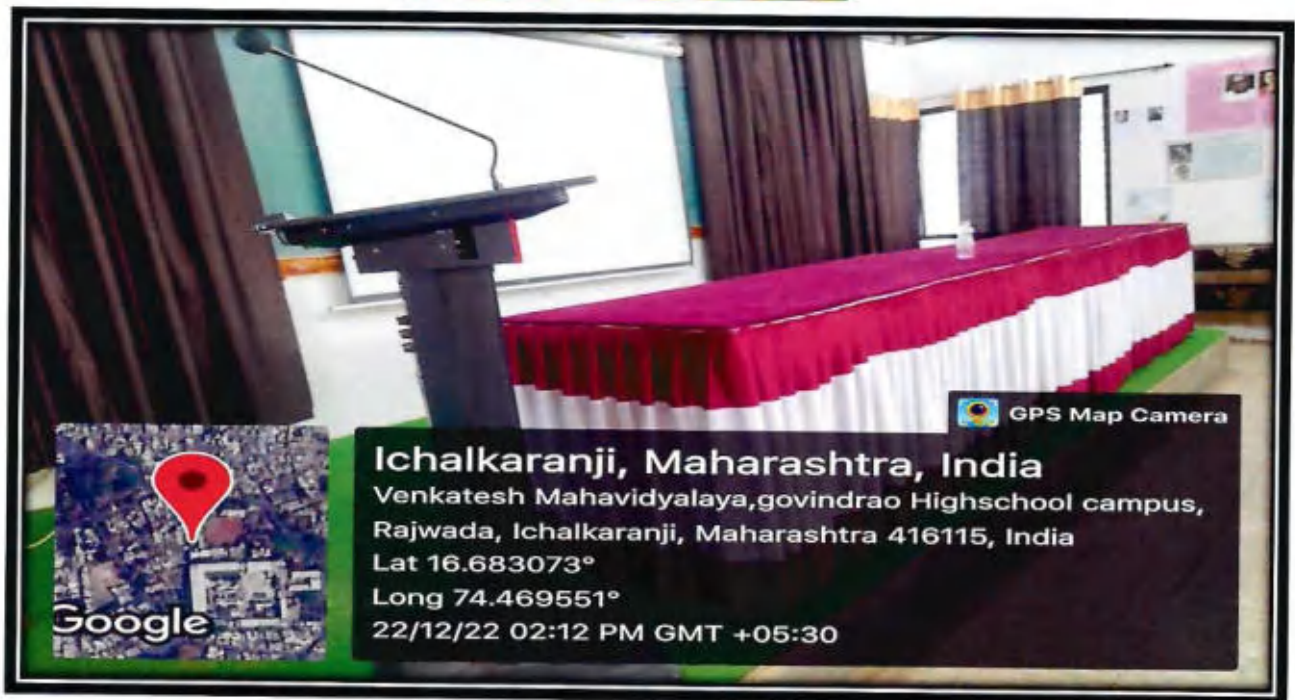 GPS Map Camera
Ichalkaranji, Maharashtra, India
Venkatesh Mahavidyalaya,govindrao Highschool campus,
Rajwada, Ichalkaranji, Maharashtra 416115, India
Lat 16.683073°
Long 74.469551°
22/12/22 02:12 PM GMT +05:30
Google